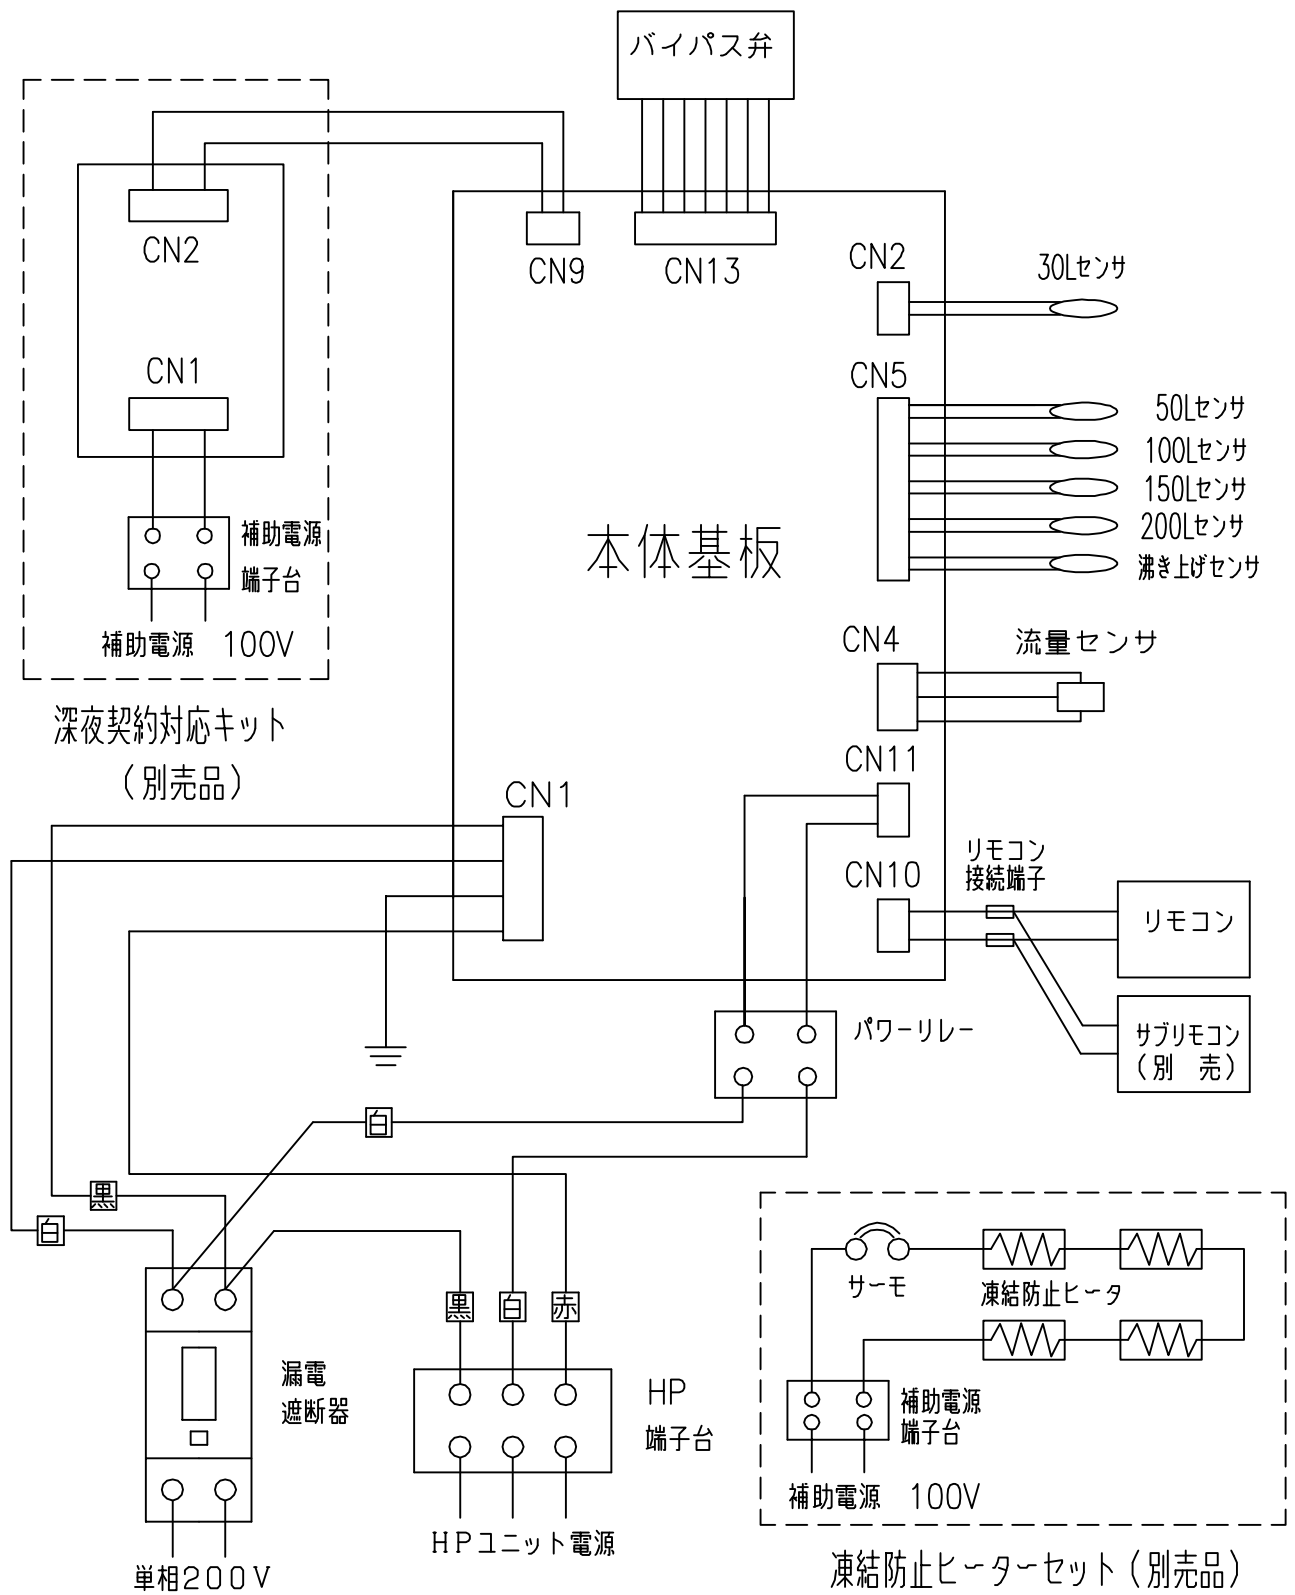 バイパス弁
CN2
CN9
CN13
CN2
30Lセンサ
CN1
CN5
50Lセンサ
100Lセンサ
150Lセンサ
200Lセンサ
沸き上げセンサ
本体基板
補助電源
端子台
補助電源 100V
CN4
流量センサ
深夜契約対応キット
(別売品)
CN11
CN1
リモコン
接続端子
CN10
リモコン
サブリモコン
(別 売)
パワーリレー
白
黒
白
黒
白
赤
サーモ
凍結防止ヒータ
漏電
遮断器
HP
端子台
補助電源
端子台
補助電源 100V
HPユニット電源
単相200V
凍結防止ヒーターセット(別売品)